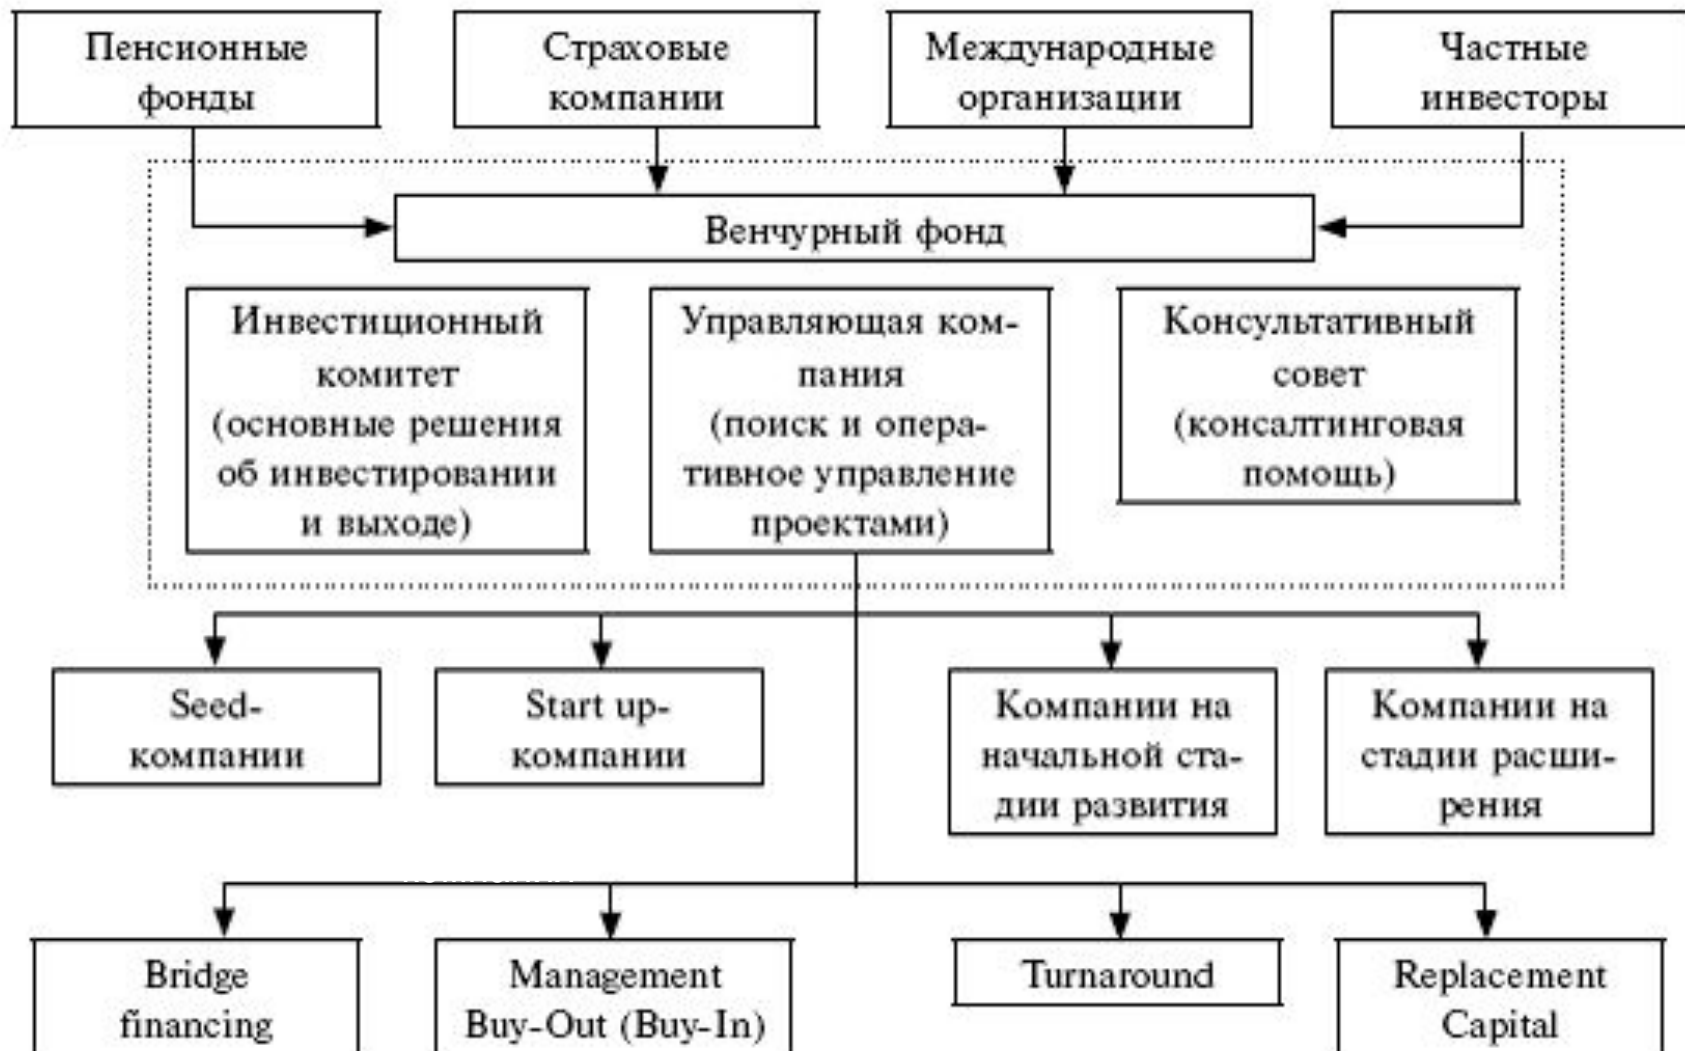 Пенсионные
фонды
Страховые
компании
Международные
организации
Частные
инвесторы
Венчурный фонд
Инвестиционный
комитет
(основные решения
об инвестировании
и выходе)
Управляющая ком-
пания
(поиск и опера-
тивное управление
проектами)
Консультативный
совет
(консалтинговая
помощь)
Seed-
компании
Start up-
компании
Компании на
начальной ста-
дии развития
Компании на
стадии расши-
рения
Bridge
financing
Management
Buy-Out (Buy-In)
Turnaround
Replacement
Capital